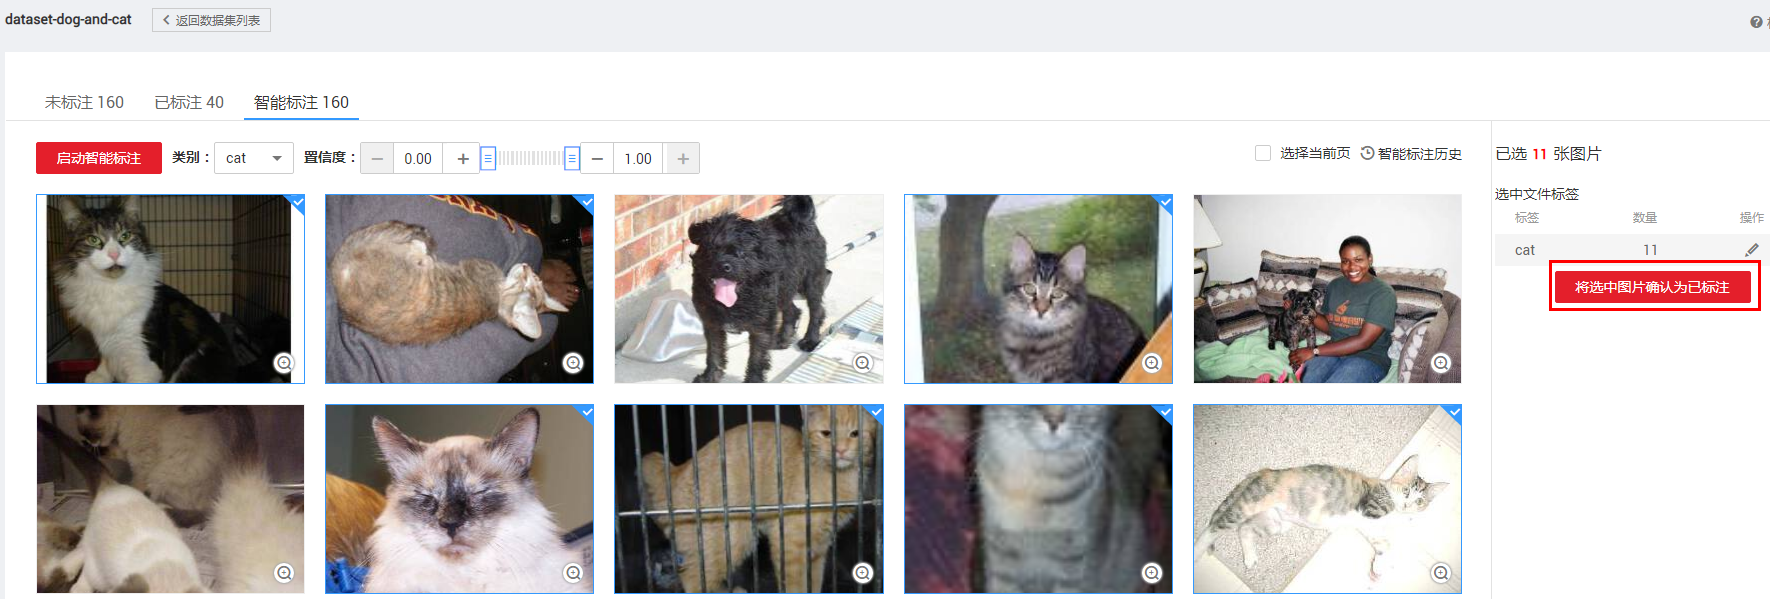 dataset-dog-and-cat
返回数据集列表
未标注 160
已标注 40
智能标注 160
启动智能标注
类别：
cat
置信度：
0.00
1.00
选择当前页
智能标注历史
已选 11 张图片
选中文件标签
标签 数量 操作
cat 11
将选中图片确认为已标注